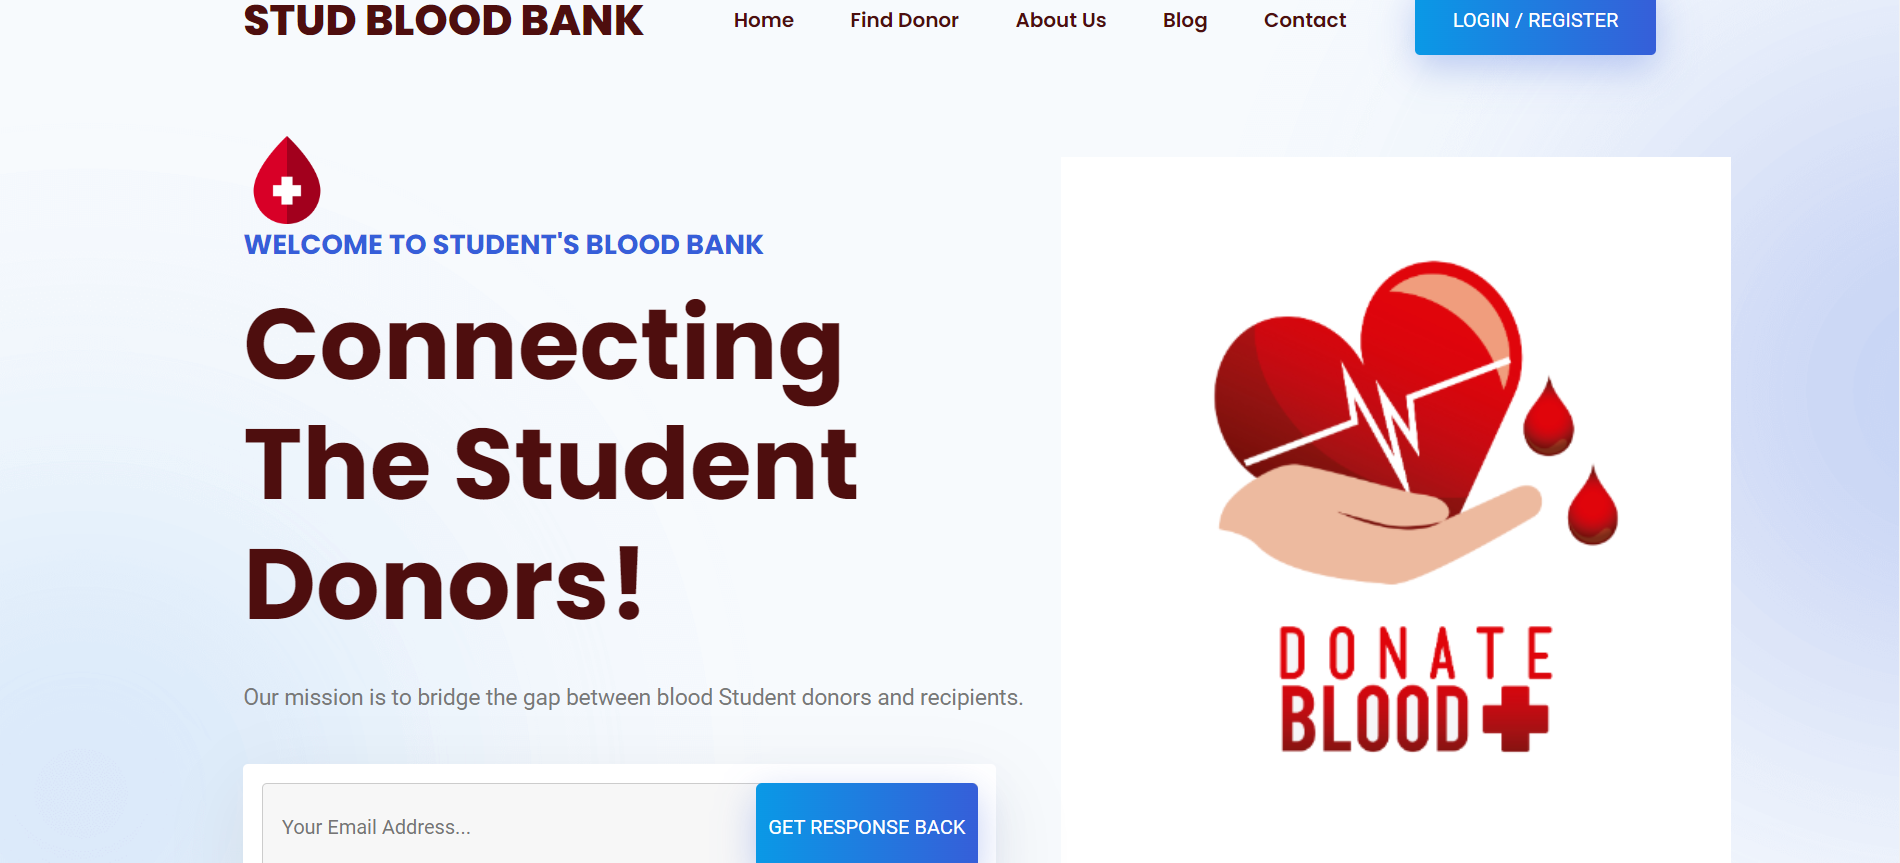 STUD BLOOD BANK
Home
Find Donor
About Us
Blog
Contact
LOGIN / REGISTER
WELCOME TO STUDENT'S BLOOD BANK
Connecting
The Student
Donors!
Our mission is to bridge the gap between blood Student donors and recipients.
Your Email Address...
GET RESPONSE BACK
DONATE
BLOOD